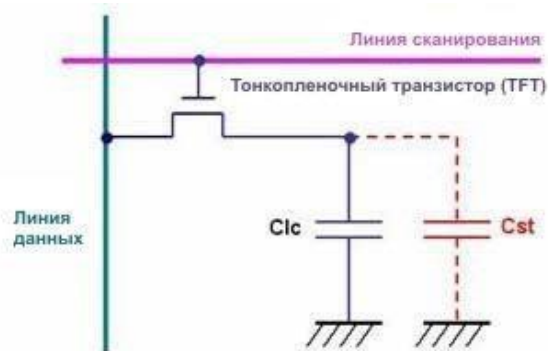 Линия сканирования
Тонкопленочный транзистор (TFT)
Линия
данных
Clc
Cst